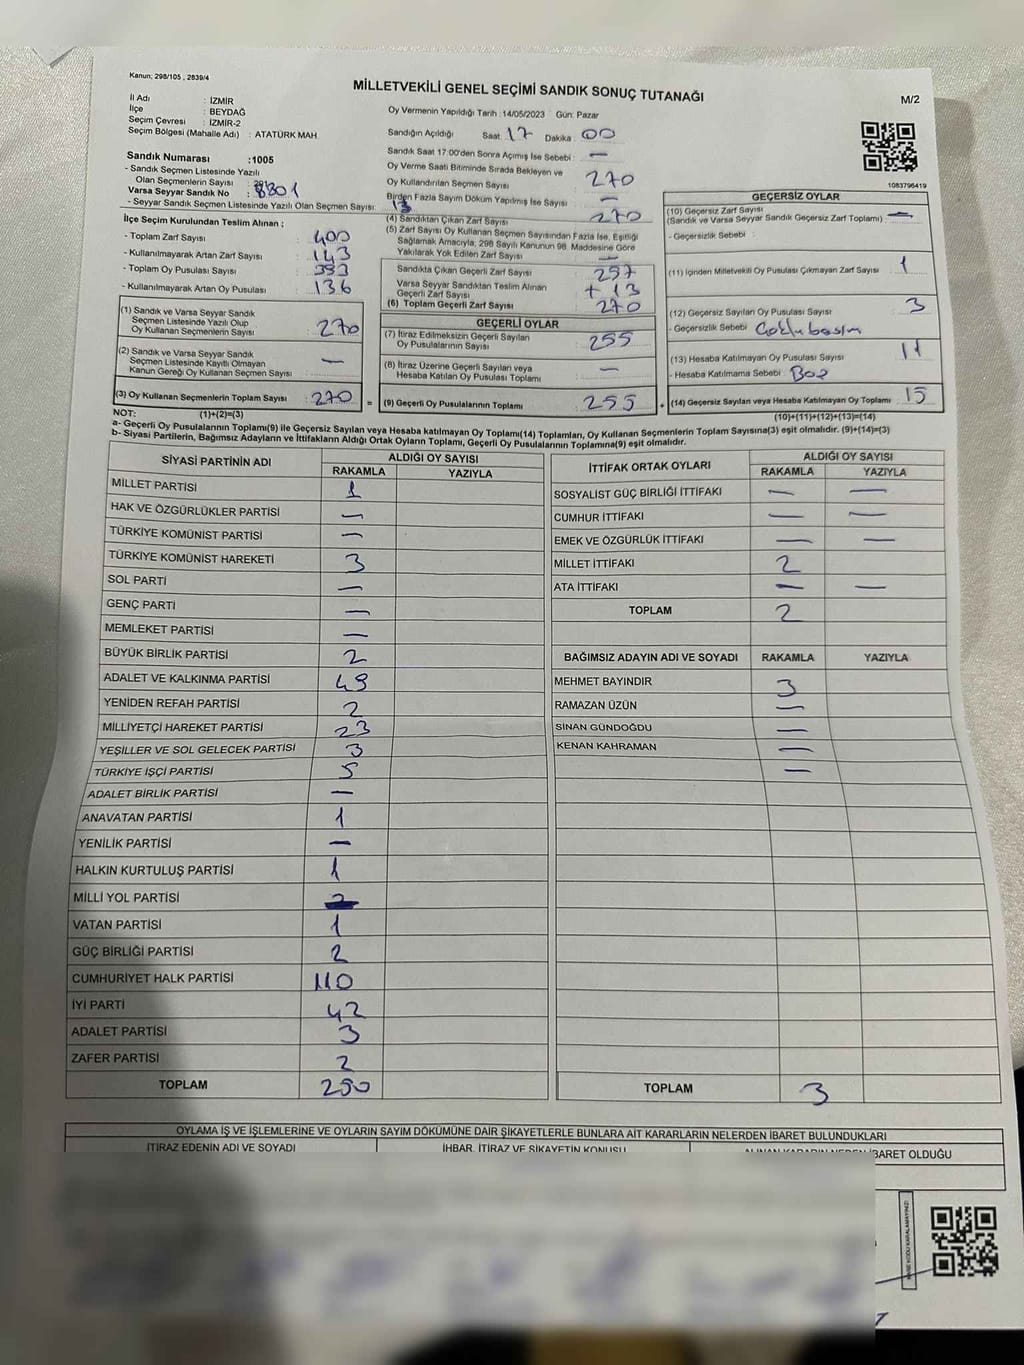 Kanun; 298/105 , 2839/4
MİLLETVEKİLİ GENEL SEÇİMİ SANDIK SONUÇ TUTANAĞI
M/2
İl Adı : İZMİR
İlçe : BEYDAĞ
Seçim Çevresi : İZMİR-2
Seçim Bölgesi (Mahalle Adı) : ATATÜRK MAH.
Sandık Numarası :1005
- Sandık Seçmen Listesinde Yazılı
Olan Seçmenlerin Sayısı :
Varsa Seyyar Sandık No : 8801
- Seyyar Sandık Seçmen Listesinde Yazılı Olan Seçmen Sayısı: 13
İlçe Seçim Kurulundan Teslim Alınan ;
- Toplam Zarf Sayısı : 400
- Kullanılmayarak Artan Zarf Sayısı : 143
- Toplam Oy Pusulası Sayısı : 393
- Kullanılmayarak Artan Oy Pusulası : 136
(1) Sandık ve Varsa Seyyar Sandık
Seçmen Listesinde Yazılı Olup
Oy Kullanan Seçmenlerin Sayısı : 270
(2) Sandık ve Varsa Seyyar Sandık
Seçmen Listesinde Kayıtlı Olmayan
Kanun Gereği Oy Kullanan Seçmen Sayısı : —
(3) Oy Kullanan Seçmenlerin Toplam Sayısı : 270 =
Oy Vermenin Yapıldığı Tarih : 14/05/2023 Gün: Pazar
Sandığın Açıldığı Saat: 17 Dakika : 00
Sandık Saat 17.00'den Sonra Açımış İse Sebebi : —
Oy Verme Saati Bitiminde Sırada Bekleyen ve
Oy Kullandırılan Seçmen Sayısı : 270
Birden Fazla Sayım Döküm Yapılmış İse Sayısı : —
(4) Sandıktan Çıkan Zarf Sayısı : 270
(5) Zarf Sayısı Oy Kullanan Seçmen Sayısından Fazla İse, Eşitliği
Sağlamak Amacıyla, 298 Sayılı Kanunun 98. Maddesine Göre
Yakılarak Yok Edilen Zarf Sayısı : —
Sandıkta Çıkan Geçerli Zarf Sayısı : 257
Varsa Seyyar Sandıktan Teslim Alınan
Geçerli Zarf Sayısı : + 13
(6) Toplam Geçerli Zarf Sayısı : 270
GEÇERLİ OYLAR
(7) İtiraz Edilmeksizin Geçerli Sayılan
Oy Pusulalarının Sayısı : 255
(8) İtiraz Üzerine Geçerli Sayılan veya
Hesaba Katılan Oy Pusulası Toplamı : —
(9) Geçerli Oy Pusulalarının Toplamı : 255 +
1083796419
GEÇERSİZ OYLAR
(10) Geçersiz Zarf Sayısı
(Sandık ve Varsa Seyyar Sandık Geçersiz Zarf Toplamı) : —
- Geçersizlik Sebebi :
(11) İçinden Milletvekili Oy Pusulası Çıkmayan Zarf Sayısı : 1
(12) Geçersiz Sayılan Oy Pusulası Sayısı : 3
- Geçersizlik Sebebi :
(13) Hesaba Katılmayan Oy Pusulası Sayısı : 11
- Hesaba Katılmama Sebebi : Boş
(14) Geçersiz Sayılan veya Hesaba Katılmayan Oy Toplamı : 15
(10)+(11)+(12)+(13)=(14)
NOT: (1)+(2)=(3)
a- Geçerli Oy Pusulalarının Toplamı(9) ile Geçersiz Sayılan veya Hesaba katılmayan Oy Toplamı(14) Toplamları, Oy Kullanan Seçmenlerin Toplam Sayısına(3) eşit olmalıdır. (9)+(14)=(3)
b- Siyasi Partilerin, Bağımsız Adayların ve İttifakların Aldığı Ortak Oyların Toplamı, Geçerli Oy Pusulalarının Toplamına(9) eşit olmalıdır.
SİYASİ PARTİNİN ADI ALDIĞI OY SAYISI
RAKAMLA YAZIYLA
MİLLET PARTİSİ 1
HAK VE ÖZGÜRLÜKLER PARTİSİ —
TÜRKİYE KOMÜNİST PARTİSİ —
TÜRKİYE KOMÜNİST HAREKETİ 3
SOL PARTİ —
GENÇ PARTİ —
MEMLEKET PARTİSİ —
BÜYÜK BİRLİK PARTİSİ 2
ADALET VE KALKINMA PARTİSİ 49
YENİDEN REFAH PARTİSİ 2
MİLLİYETÇİ HAREKET PARTİSİ 23
YEŞİLLER VE SOL GELECEK PARTİSİ 3
TÜRKİYE İŞÇİ PARTİSİ 5
ADALET BİRLİK PARTİSİ —
ANAVATAN PARTİSİ 1
YENİLİK PARTİSİ —
HALKIN KURTULUŞ PARTİSİ 1
MİLLİ YOL PARTİSİ
VATAN PARTİSİ 1
GÜÇ BİRLİĞİ PARTİSİ 2
CUMHURİYET HALK PARTİSİ 110
İYİ PARTİ 42
ADALET PARTİSİ 3
ZAFER PARTİSİ 2
TOPLAM 250
İTTİFAK ORTAK OYLARI ALDIĞI OY SAYISI
RAKAMLA YAZIYLA
SOSYALİST GÜÇ BİRLİĞİ İTTİFAKI — —
CUMHUR İTTİFAKI — —
EMEK VE ÖZGÜRLÜK İTTİFAKI — —
MİLLET İTTİFAKI 2
ATA İTTİFAKI — —
TOPLAM 2
BAĞIMSIZ ADAYIN ADI VE SOYADI RAKAMLA YAZIYLA
MEHMET BAYINDIR 3
RAMAZAN ÜZÜN —
SİNAN GÜNDOĞDU —
KENAN KAHRAMAN —
—
TOPLAM 3
OYLAMA İŞ VE İŞLEMLERİNE VE OYLARIN SAYIM DÖKÜMÜNE DAİR ŞİKAYETLERLE BUNLARA AİT KARARLARIN NELERDEN İBARET BULUNDUKLARI
İTİRAZ EDENİN ADI VE SOYADI İHBAR, İTİRAZ VE ŞİKAYETİN KONUSU ALINAN KARARIN NEDEN İBARET OLDUĞU